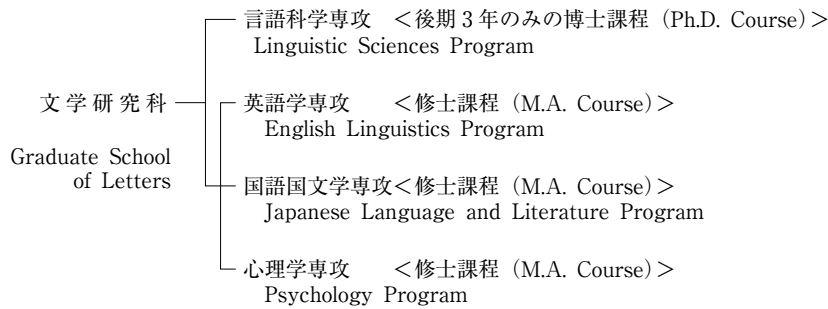 言語科学専攻 <後期3年のみの博士課程 (Ph.D. Course)>
Linguistic Sciences Program
文学研究科
英語学専攻 <修士課程 (M.A. Course)>
English Linguistics Program
Graduate School
of Letters
国語国文学専攻<修士課程 (M.A. Course)>
Japanese Language and Literature Program
心理学専攻 <修士課程 (M.A. Course)>
Psychology Program